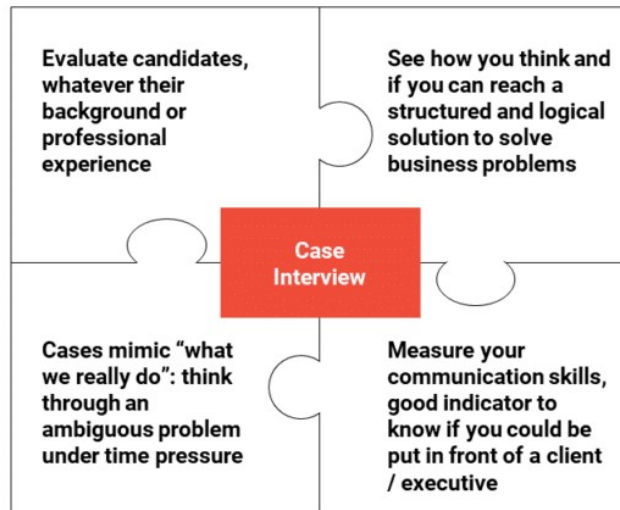 Evaluate candidates,
whatever their
background or
professional
experience
See how you think and
if you can reach a
structured and logical
solution to solve
business problems
Case
Interview
Cases mimic “what
we really do”: think
through an
ambiguous problem
under time pressure
Measure your
communication skills,
good indicator to
know if you could be
put in front of a client
/ executive